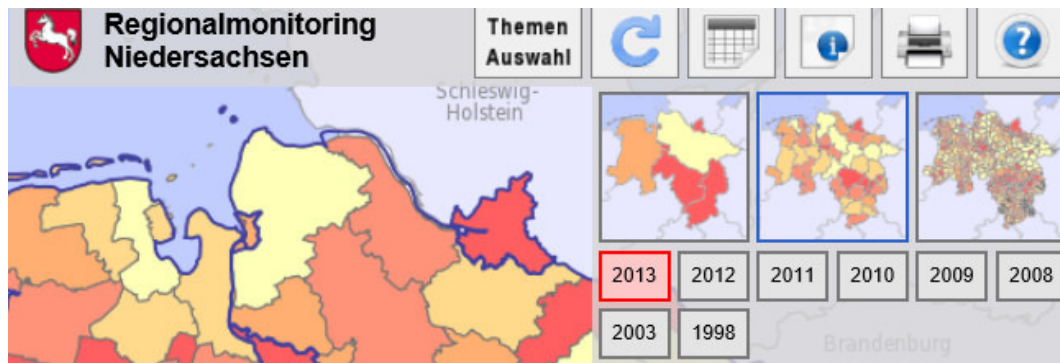 Regionalmonitoring
Niedersachsen
Themen
Auswahl
Schleswig-
Holstein
2013
2012
2011
2010
2009
2008
2003
1998
Brandenburg